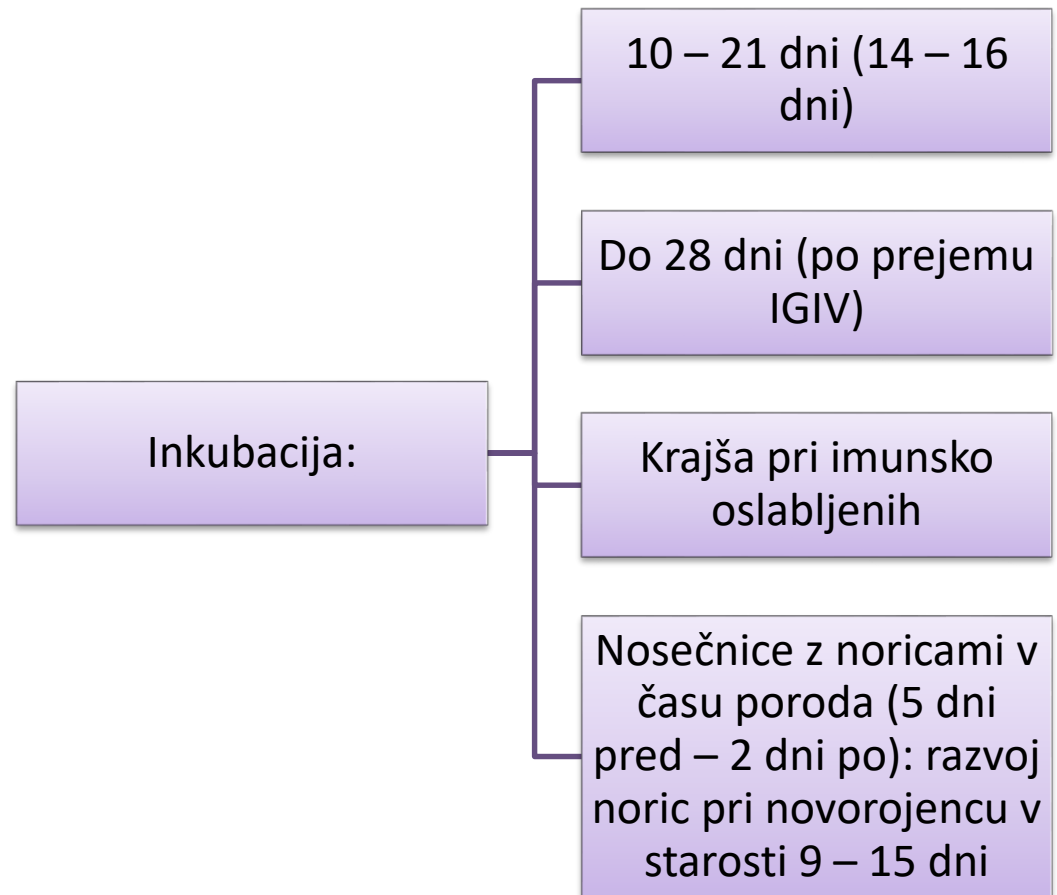 Inkubacija:
10 – 21 dni (14 – 16
dni)
Do 28 dni (po prejemu
IGIV)
Krajša pri imunsko
oslabljenih
Nosečnice z noricami v
času poroda (5 dni
pred – 2 dni po): razvoj
noric pri novorojencu v
starosti 9 – 15 dni